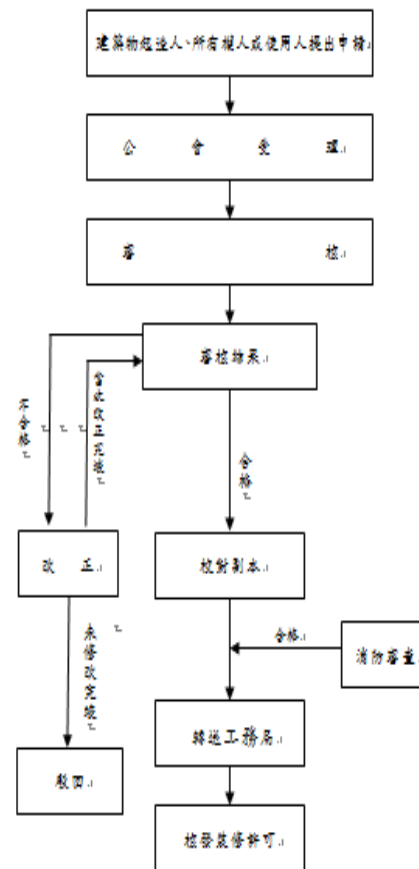 建築物起造人、所有權人或使用人提出申請
公會受理
審核
審核結果
不合格
當次改正完竣
合格
改正
校對副本
合格
消防審查
未修改完竣
轉送工務局
駁回
核發裝修許可